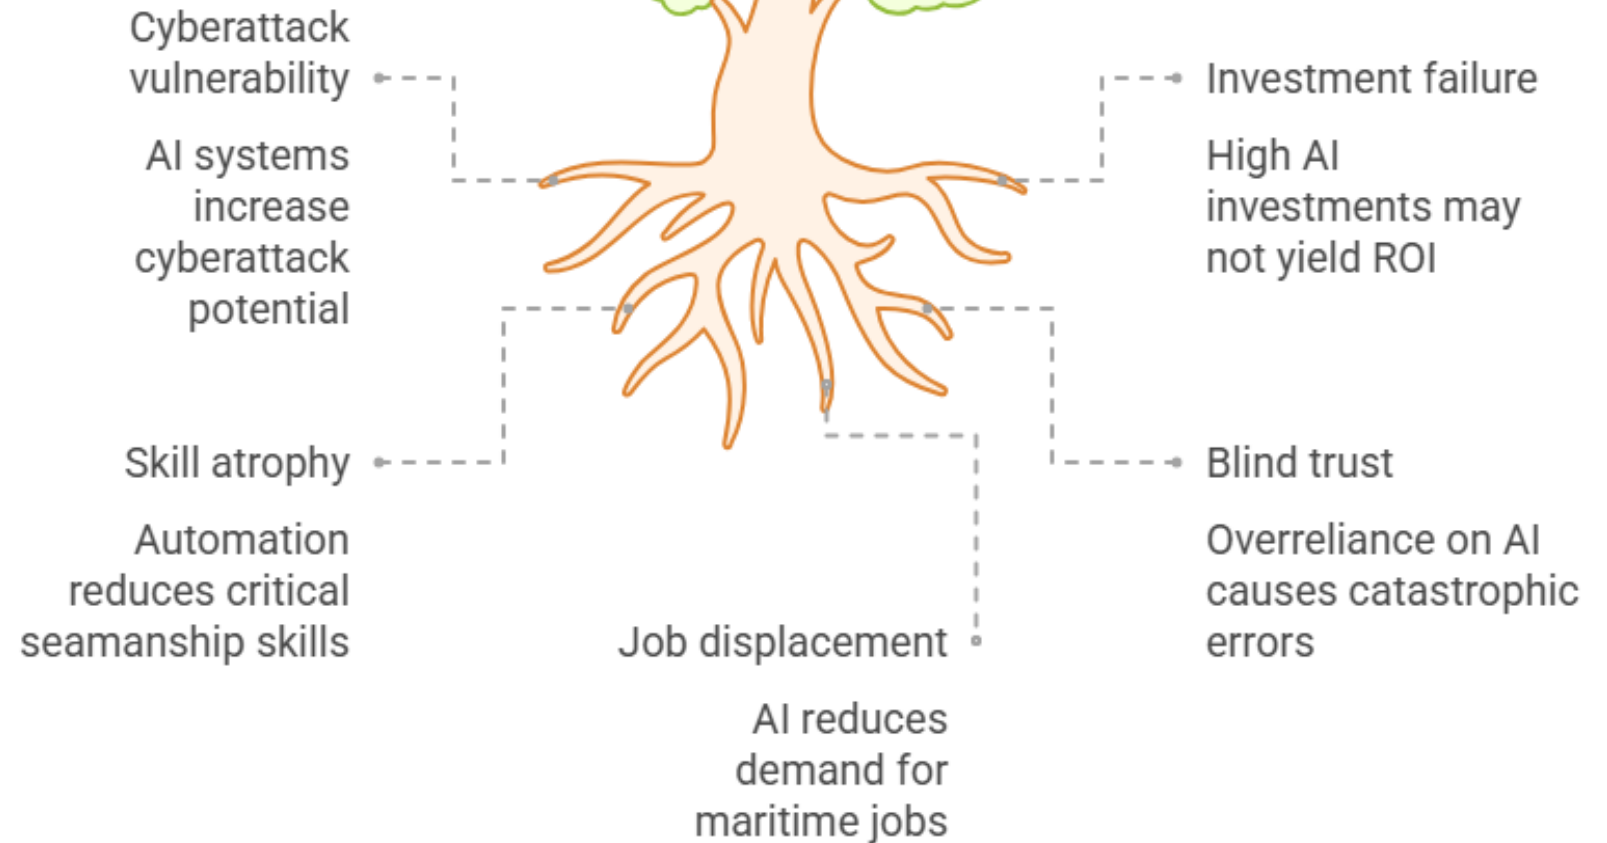 Cyberattack
vulnerability
AI systems
increase
cyberattack
potential
Investment failure
High AI
investments may
not yield ROI
Skill atrophy
Automation
reduces critical
seamanship skills
Blind trust
Overreliance on AI
causes catastrophic
errors
Job displacement
AI reduces
demand for
maritime jobs